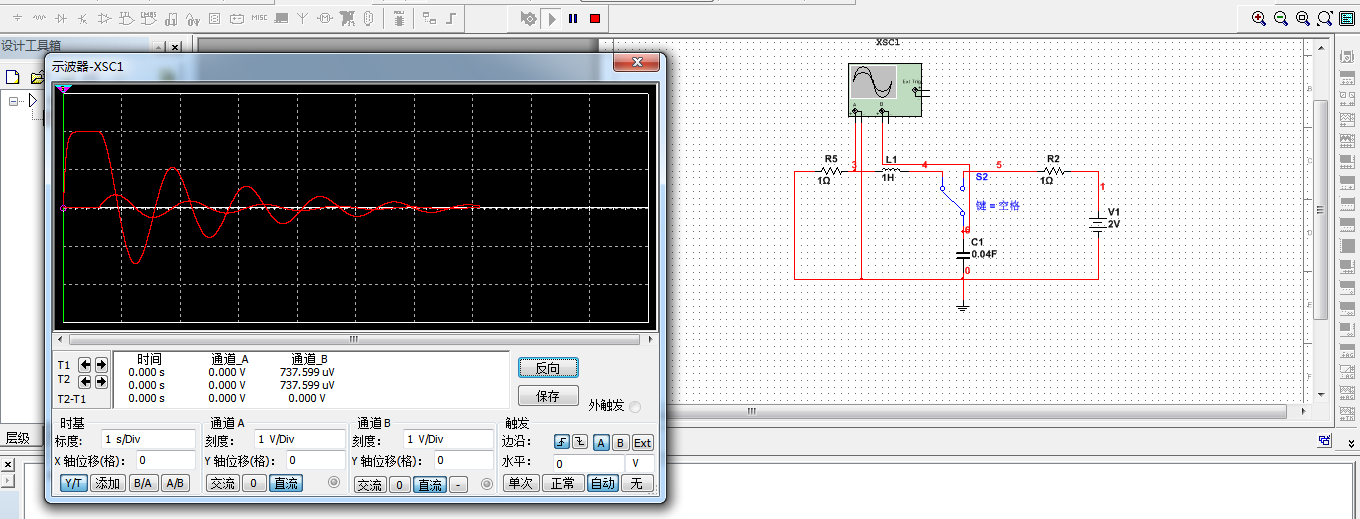 MISC
设计工具箱
示波器-XSC1
XSC1
Ext Trig
A
B
R5
1Ω
3
L1
1H
4
5
S2
键 = 空格
R2
1Ω
1
V1
2V
6
C1
0.04F
0
T1
T2
T2-T1
时间 通道_A 通道_B
0.000 s 0.000 V 737.599 uV
0.000 s 0.000 V 737.599 uV
0.000 s 0.000 V 0.000 V
反向
保存
外触发
时基 通道 A 通道 B 触发
标度: 1 s/Div 刻度: 1 V/Div 刻度: 1 V/Div 边沿: A B Ext
X 轴位移(格): 0 Y 轴位移(格): 0 Y 轴位移(格): 0 水平: 0 V
Y/T 添加 B/A A/B 交流 0 直流 交流 0 直流 - 单次 正常 自动 无
层级